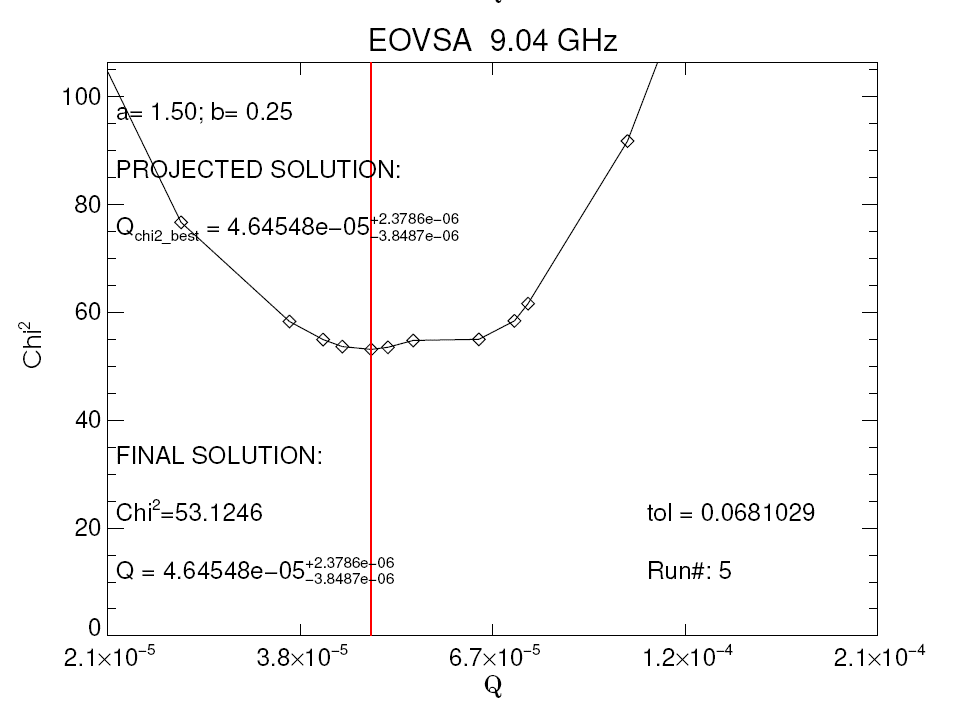 EOVSA 9.04 GHz
100
a= 1.50; b= 0.25
PROJECTED SOLUTION:
80
Qchi2_best = 4.64548e−05+2.3786e−06−3.8487e−06
60
Chi²
40
FINAL SOLUTION:
Chi²=53.1246
tol = 0.0681029
20
Q = 4.64548e−05+2.3786e−06−3.8487e−06
Run#: 5
0
2.1×10⁻⁵ 3.8×10⁻⁵ 6.7×10⁻⁵ 1.2×10⁻⁴ 2.1×10⁻⁴
Q